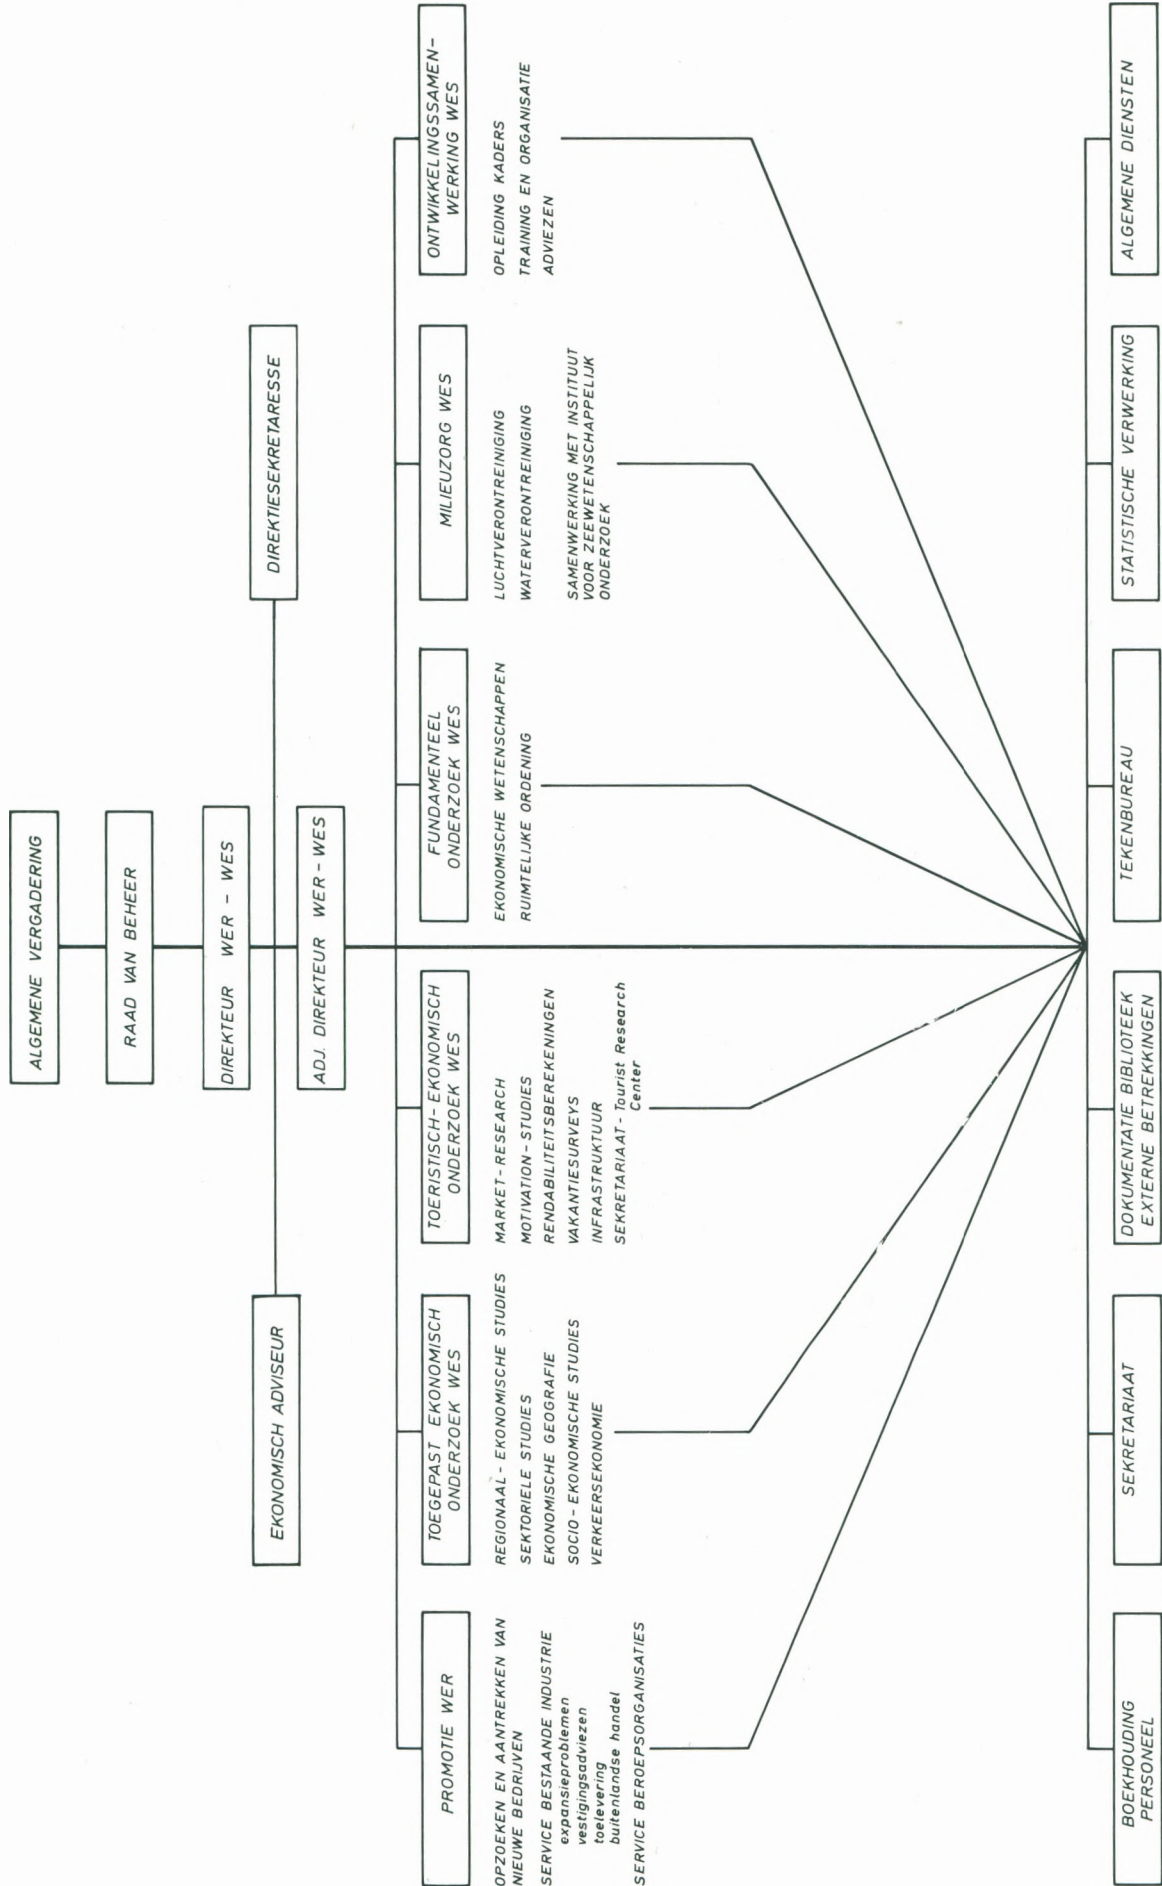 ALGEMENE VERGADERING
RAAD VAN BEHEER
DIREKTEUR WER - WES
EKONOMISCH ADVISEUR
DIREKTIESEKRETARESSE
ADJ. DIREKTEUR WER - WES
PROMOTIE WER
OPZOEKEN EN AANTREKKEN VAN
NIEUWE BEDRIJVEN
SERVICE BESTAANDE INDUSTRIE
expansieproblemen
vestigingsadviezen
toelevering
buitenlandse handel
SERVICE BEROEPSORGANISATIES
TOEGEPAST EKONOMISCH
ONDERZOEK WES
REGIONAAL - EKONOMISCHE STUDIES
SEKTORIELE STUDIES
EKONOMISCHE GEOGRAFIE
SOCIO - EKONOMISCHE STUDIES
VERKEERSEKONOMIE
TOERISTISCH - EKONOMISCH
ONDERZOEK WES
MARKET - RESEARCH
MOTIVATION - STUDIES
RENDABILITEITSBEREKENINGEN
VAKANTIESURVEYS
INFRASTRUKTUUR
SEKRETARIAAT - Tourist Research
Center
FUNDAMENTEEL
ONDERZOEK WES
EKONOMISCHE WETENSCHAPPEN
RUIMTELIJKE ORDENING
MILIEUZORG WES
LUCHTVERONTREINIGING
WATERVERONTREINIGING
SAMENWERKING MET INSTITUUT
VOOR ZEEWETENSCHAPPELIJK
ONDERZOEK
ONTWIKKELINGSSAMEN-
WERKING WES
OPLEIDING KADERS
TRAINING EN ORGANISATIE
ADVIEZEN
BOEKHOUDING
PERSONEEL
SEKRETARIAAT
DOKUMENTATIE BIBLIOTEEK
EXTERNE BETREKKINGEN
TEKENBUREAU
STATISTISCHE VERWERKING
ALGEMENE DIENSTEN